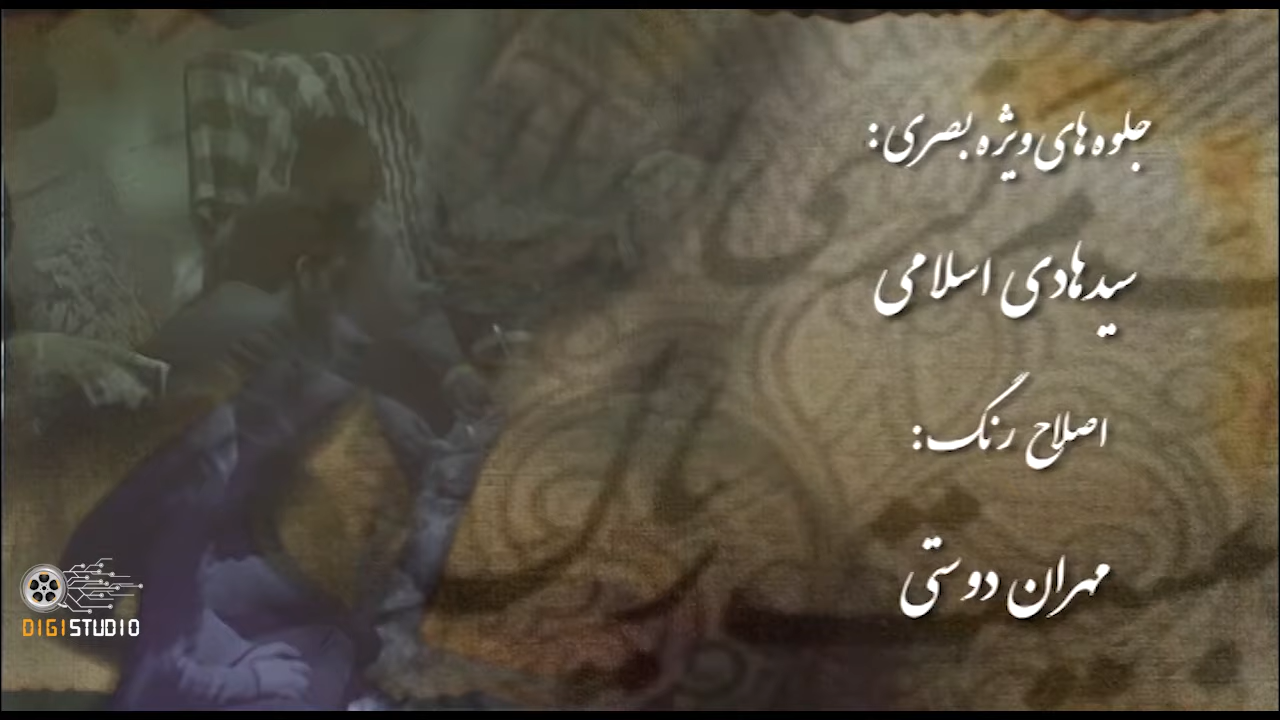 جلوه های ویژه بصری:
سیدهادی اسلامی
اصلاح رنگ:
مهران دوستی
DIGISTUDIO